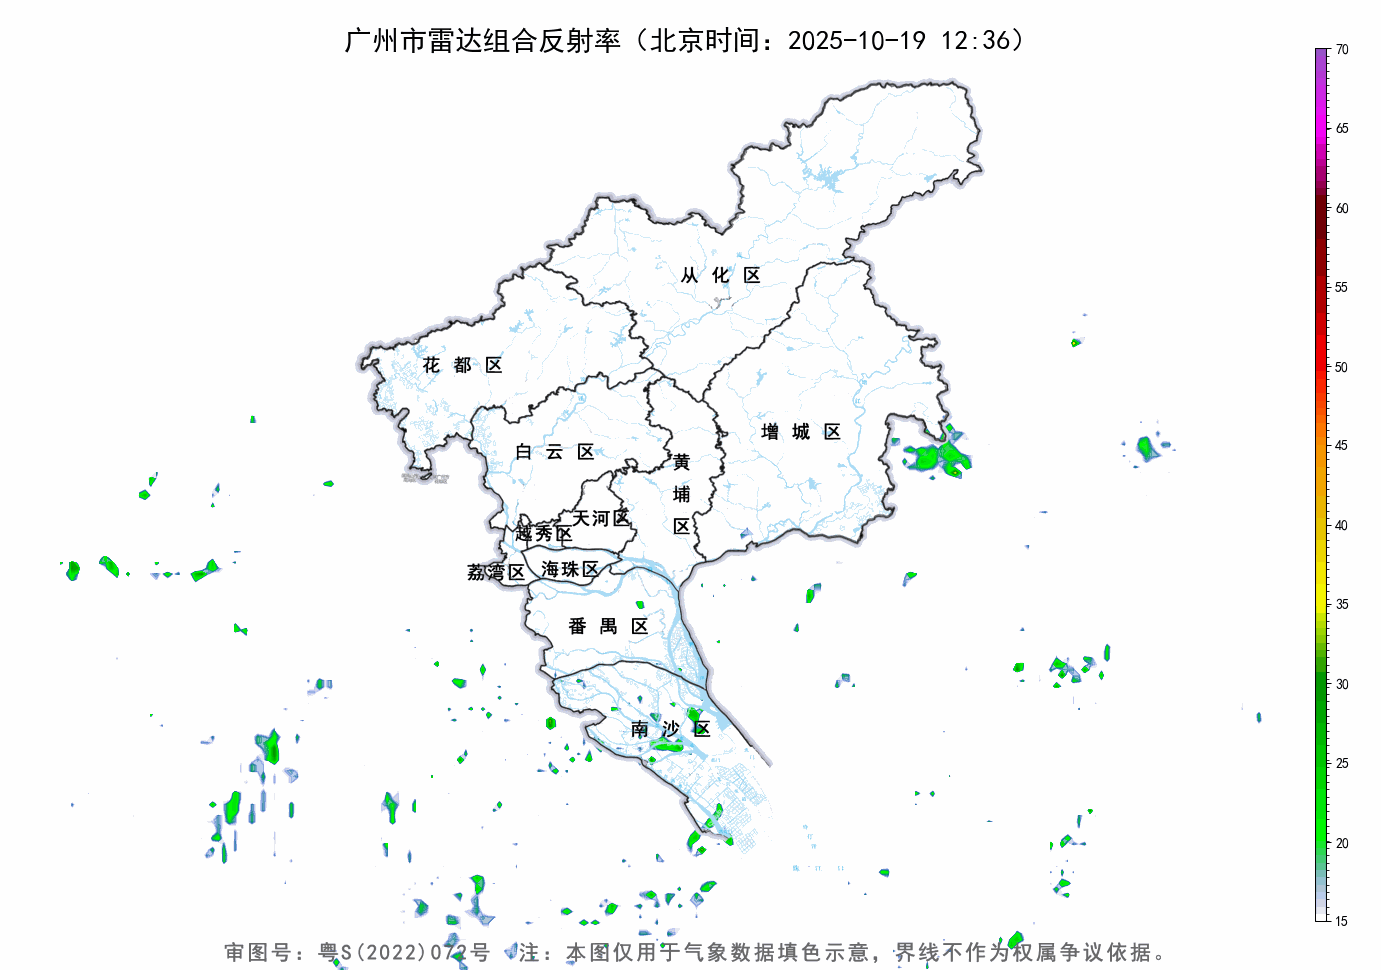 广州市雷达组合反射率（北京时间：2025-10-19 12:36）
70
65
60
55
50
45
40
35
30
25
20
15
从化区
花都区
增城区
白云区
黄埔区
天河区
越秀区
海珠区
荔湾区
番禺区
南沙区
审图号：粤S(2022)072号 注：本图仅用于气象数据填色示意，界线不作为权属争议依据。